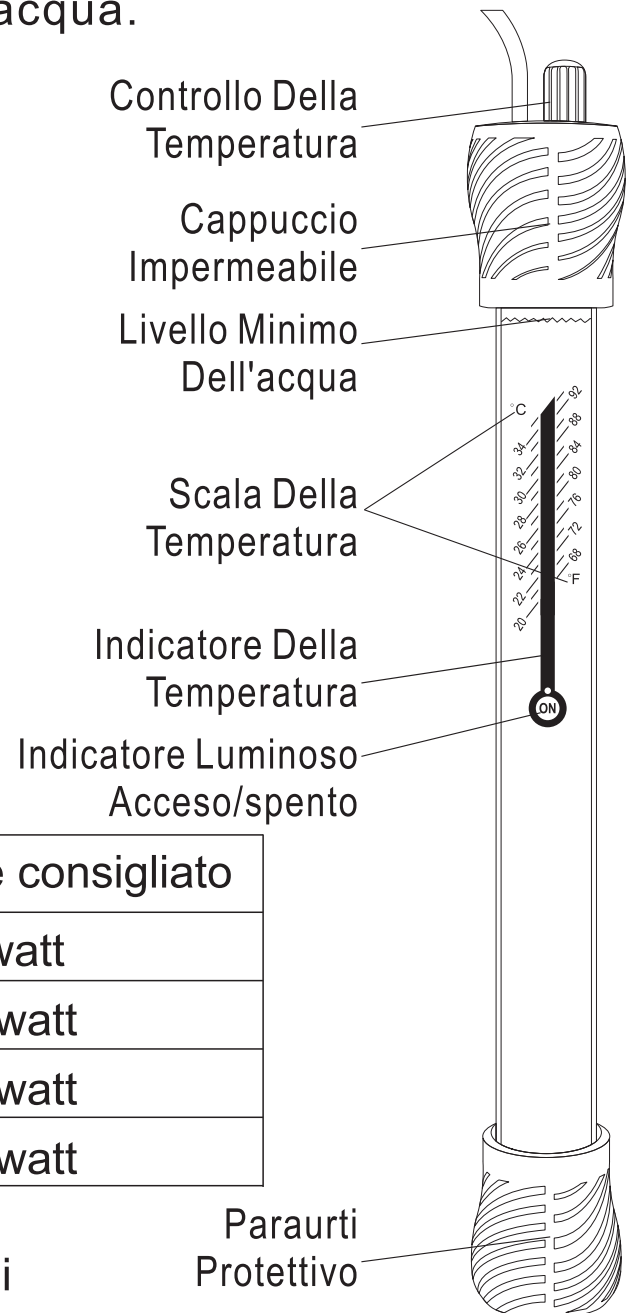 acqua.
Controllo Della
Temperatura
Cappuccio
Impermeabile
Livello Minimo
Dell'acqua
°C
92
88
34
84
32
80
30
76
28
72
26
68
24
°F
22
20
Scala Della
Temperatura
Indicatore Della
Temperatura
ON
Indicatore Luminoso
Acceso/spento
e consigliato
watt
watt
watt
watt
Paraurti
Protettivo
i